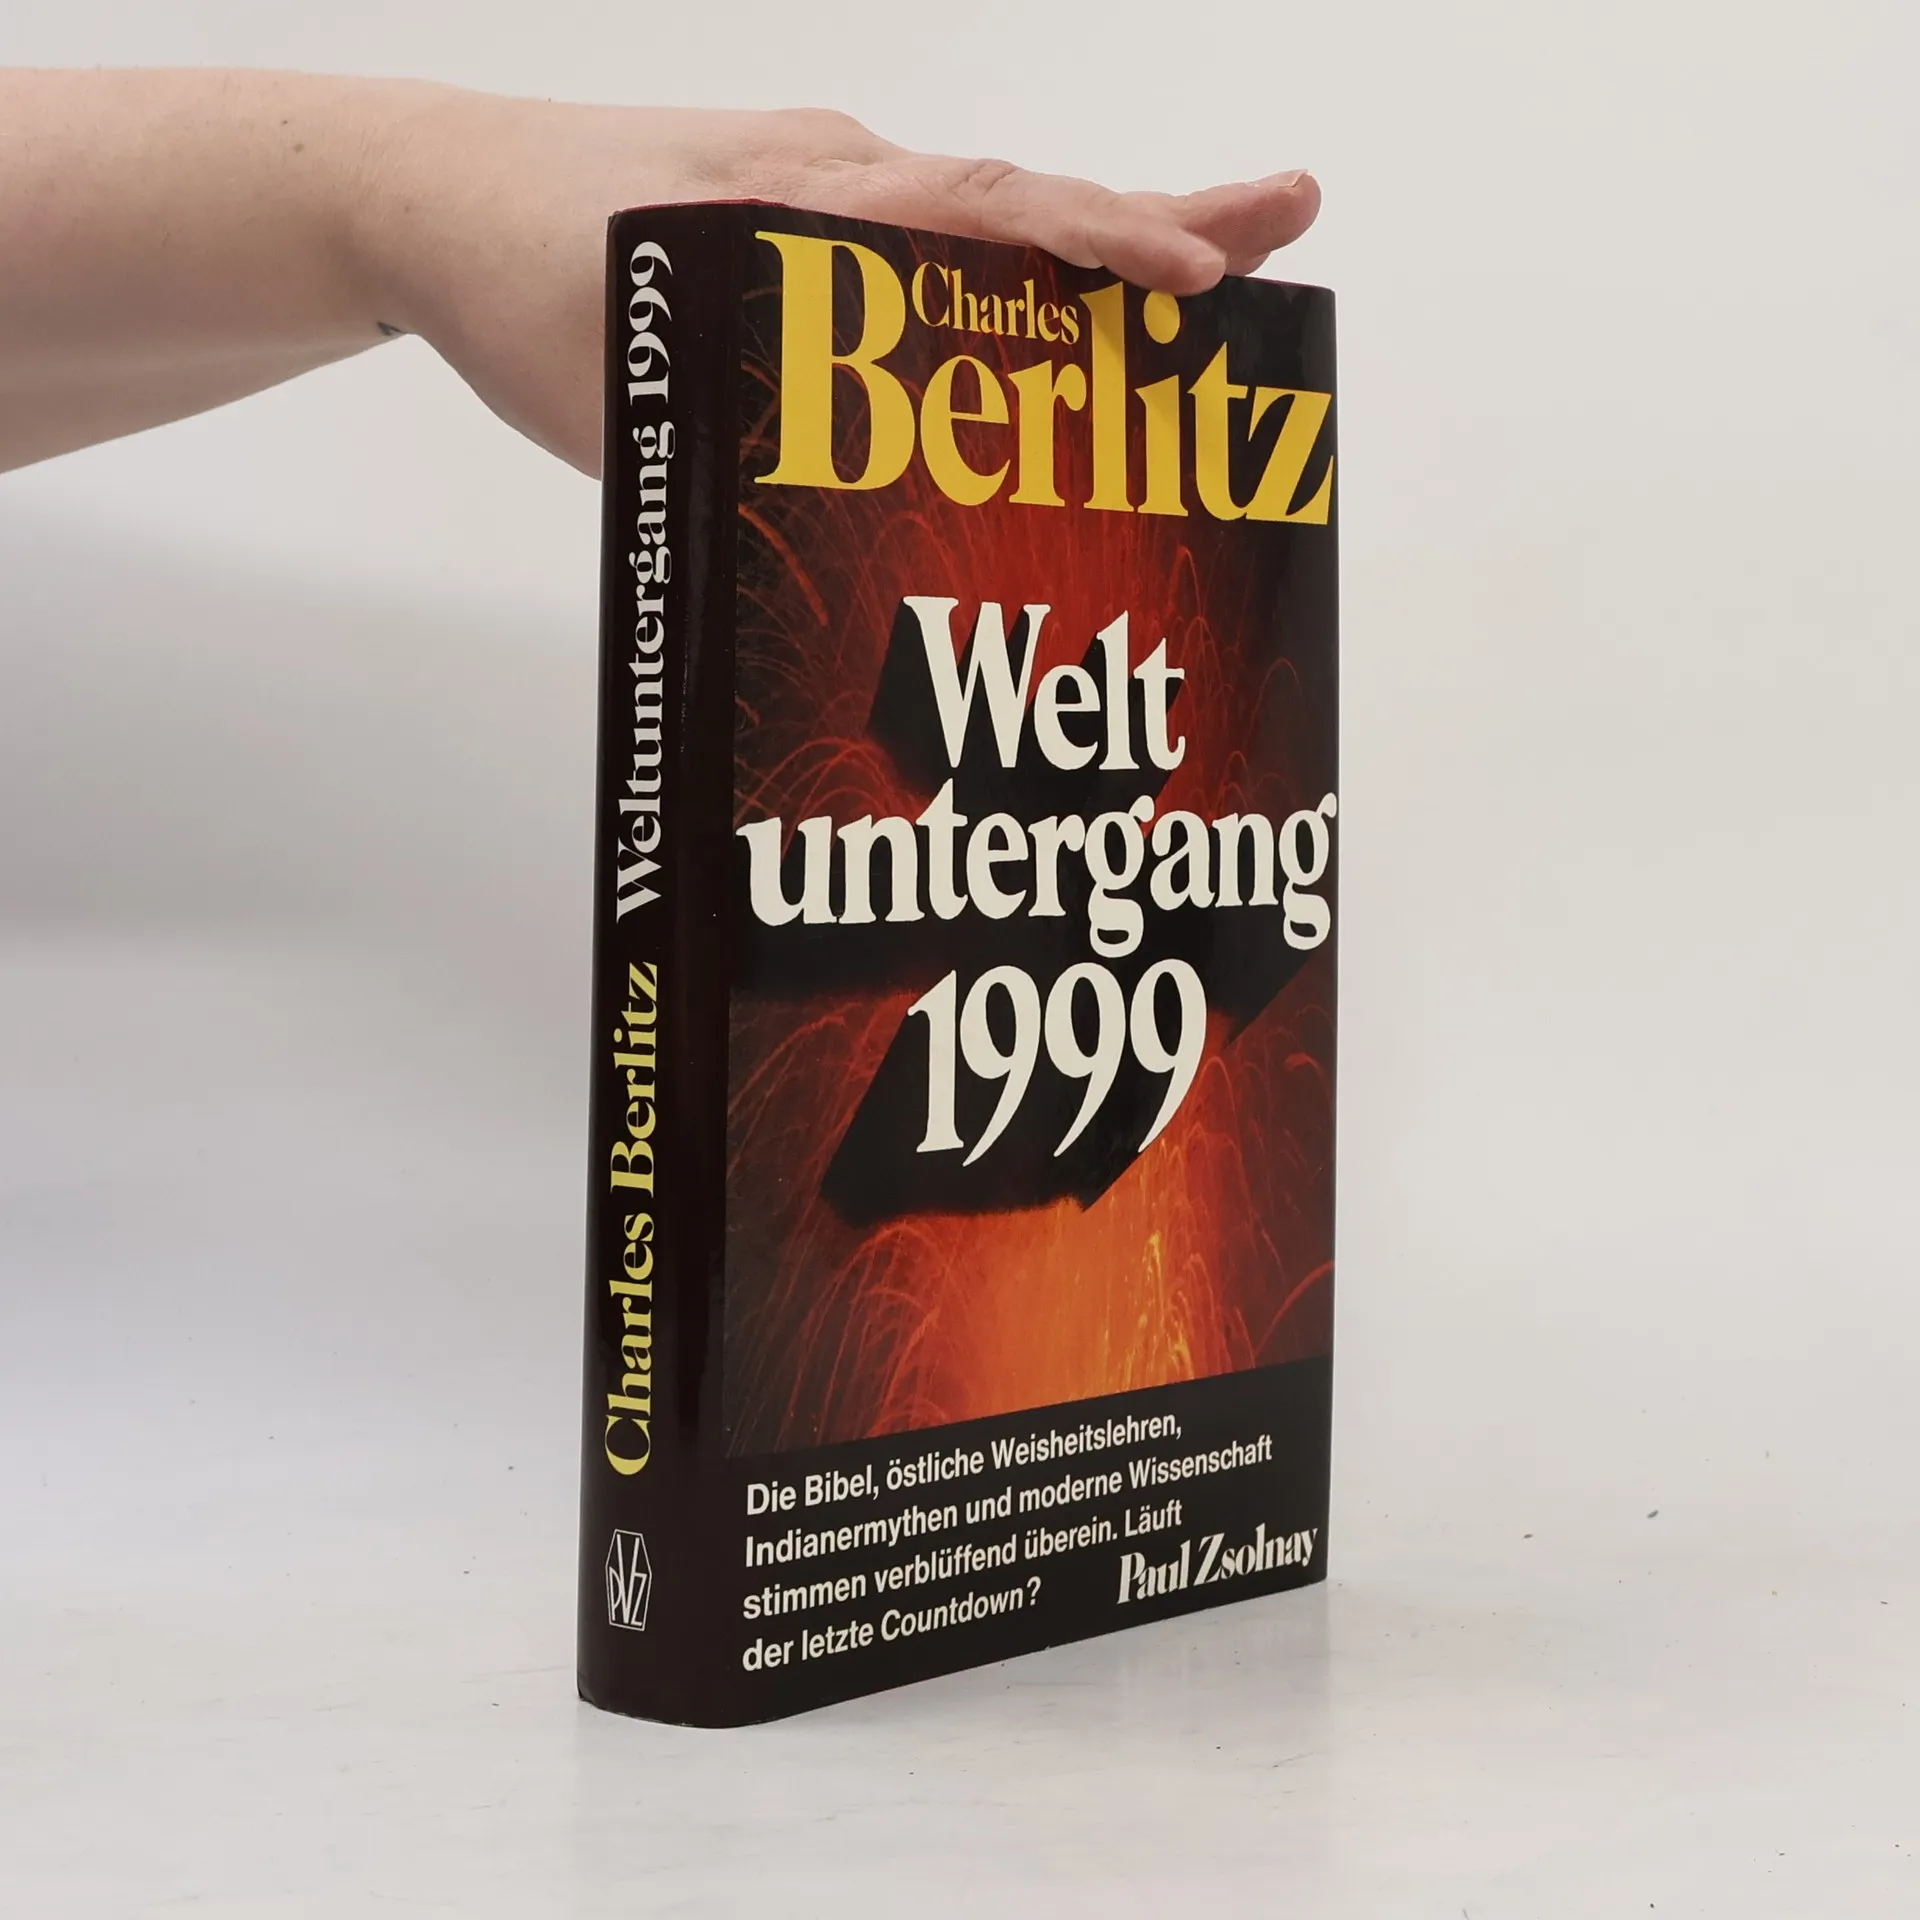 Charles
Berlitz
Welt
untergang
1999
Die Bibel, östliche Weisheitslehren,
Indianermythen und moderne Wissenschaft
stimmen verblüffend überein. Läuft
der letzte Countdown?
Paul Zsolnay
Charles Berlitz Weltuntergang 1999
PVZ